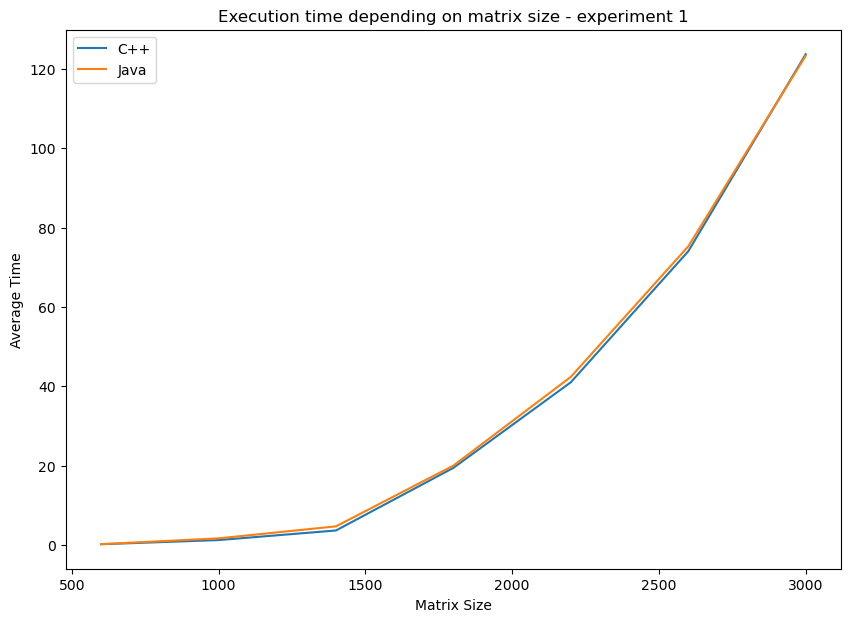 Execution time depending on matrix size - experiment 1
C++
Java
120
100
80
60
40
20
0
Average Time
500
1000
1500
2000
2500
3000
Matrix Size